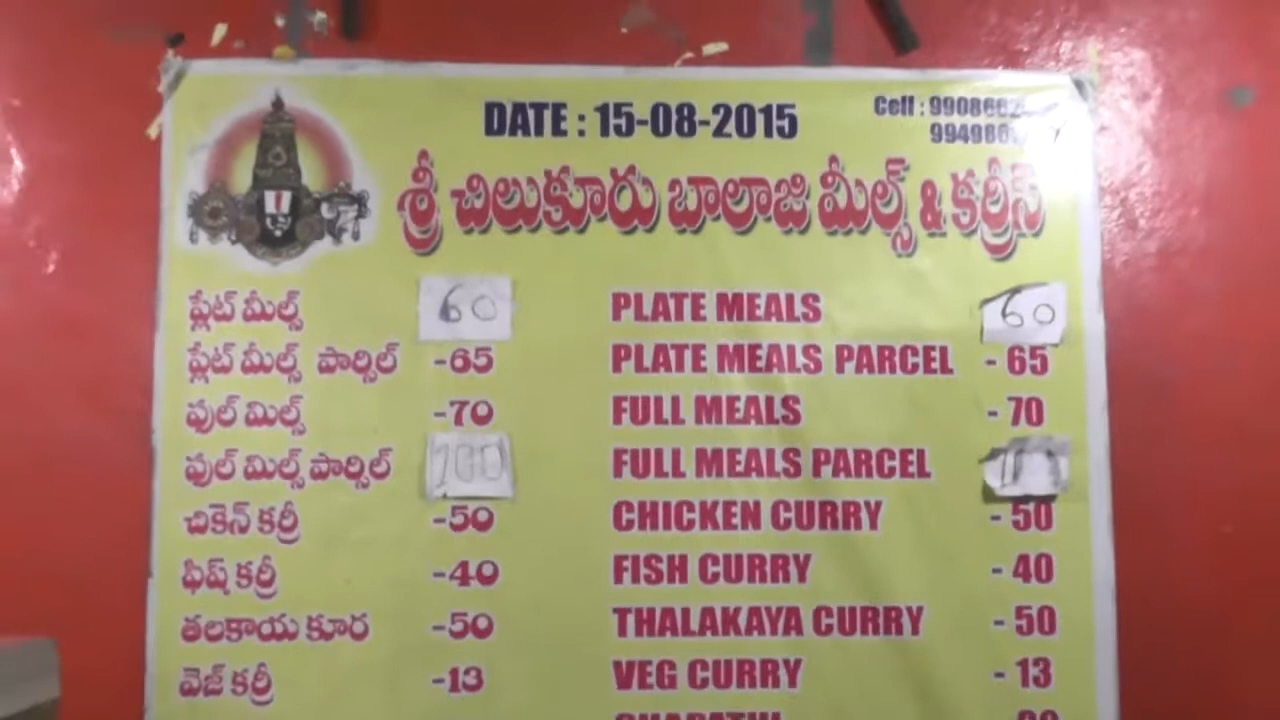 DATE : 15-08-2015
Cell :
శ్రీ చిలుకూరు బాలాజి మీల్స్ & కర్రీస్
ప్లేట్ మీల్స్ 60 PLATE MEALS 60
ప్లేట్ మీల్స్ పార్సిల్ -65 PLATE MEALS PARCEL - 65
ఫుల్ మిల్స్ -70 FULL MEALS - 70
ఫుల్ మిల్స్ పార్సిల్ 100 FULL MEALS PARCEL
చికెన్ కర్రీ -50 CHICKEN CURRY - 50
ఫిష్ కర్రీ -40 FISH CURRY - 40
తలకాయ కూర -50 THALAKAYA CURRY - 50
వెజ్ కర్రీ -13 VEG CURRY - 13